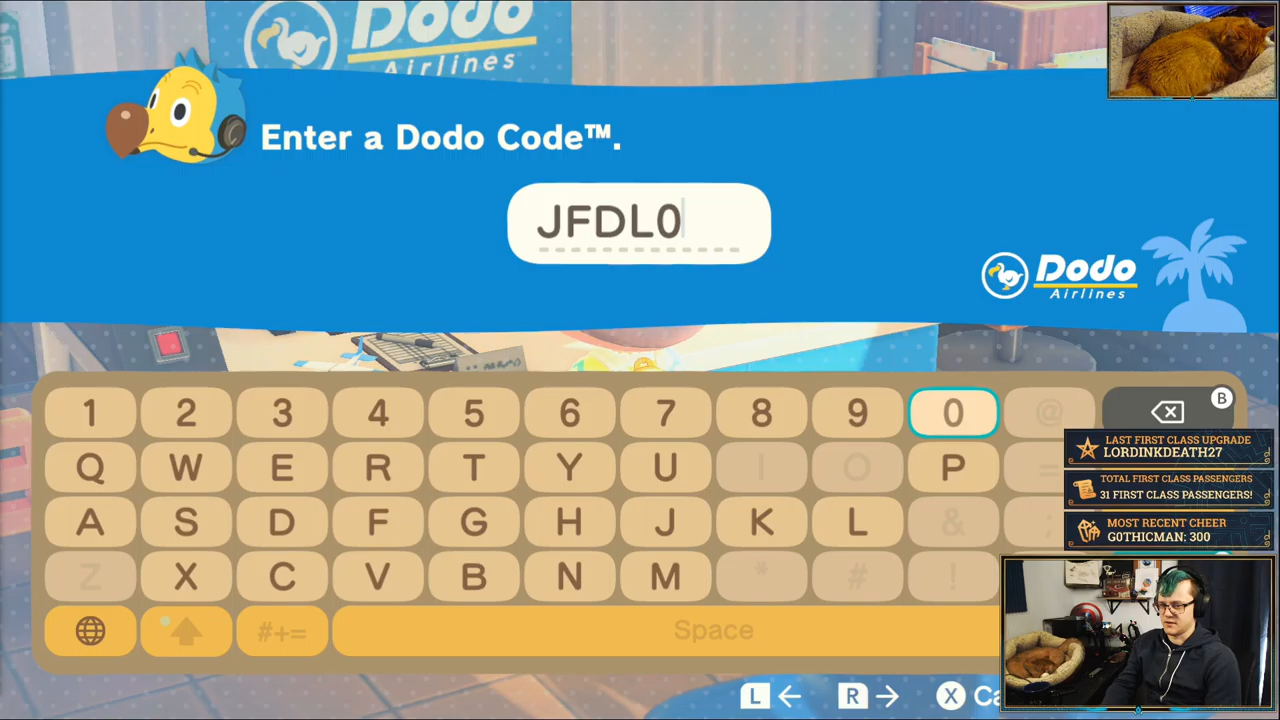 Dodo
Airlines
Enter a Dodo Code™.
JFDL0
Dodo
Airlines
1 2 3 4 5 6 7 8 9 0 @
B
Q W E R T Y U I O P =
A S D F G H J K L & ;
Z X C V B N M * # !
#+= Space
L ← R → X Ca
LAST FIRST CLASS UPGRADE
LORDINKDEATH27
TOTAL FIRST CLASS PASSENGERS
31 FIRST CLASS PASSENGERS!
MOST RECENT CHEER
G0THICMAN: 300